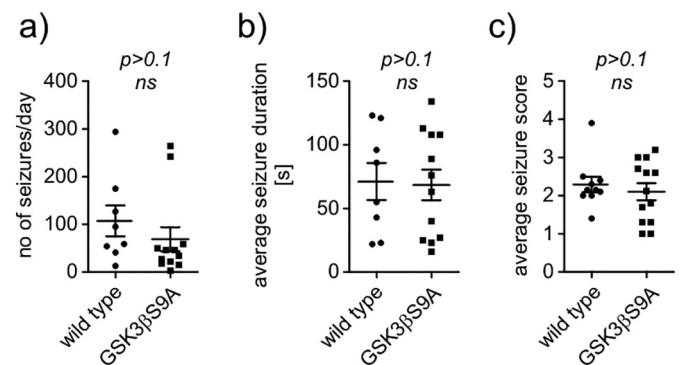 a)
p>0.1
ns
no of seizures/day
400
300
200
100
0
wild type
GSK3βS9A
b)
p>0.1
ns
average seizure duration
[s]
150
100
50
0
wild type
GSK3βS9A
c)
p>0.1
ns
average seizure score
5
4
3
2
1
0
wild type
GSK3βS9A